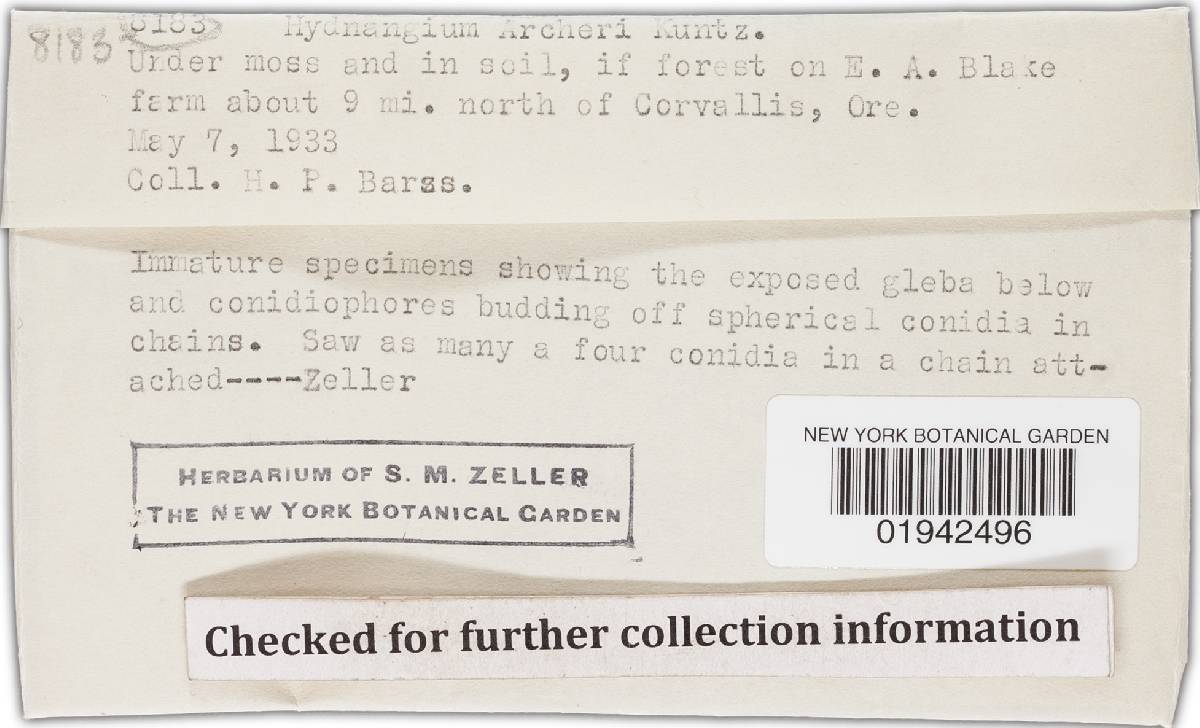 8183 8183 Hydnangium Archeri Kuntz.
Under moss and in soil, if forest on E. A. Blake
farm about 9 mi. north of Corvallis, Ore.
May 7, 1933
Coll. H. P. Barss.
Immature specimens showing the exposed gleba below
and conidiophores budding off spherical conidia in
chains. Saw as many a four conidia in a chain att-
ached----Zeller
NEW YORK BOTANICAL GARDEN
01942496
HERBARIUM OF S. M. ZELLER
THE NEW YORK BOTANICAL GARDEN
Checked for further collection information